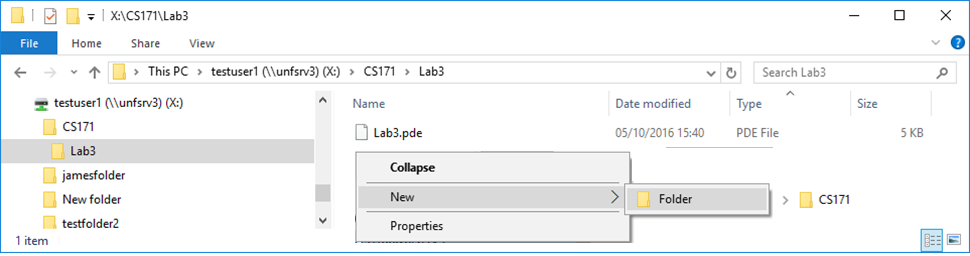 X:\CS171\Lab3
File Home Share View
This PC testuser1 (\\unfsrv3) (X:) CS171 Lab3 Search Lab3
testuser1 (\\unfsrv3) (X:)
CS171
Lab3
jamesfolder
New folder
testfolder2
Name Date modified Type Size
Lab3.pde 05/10/2016 15:40 PDE File 5 KB
Collapse
New
Properties
Folder
CS171
1 item